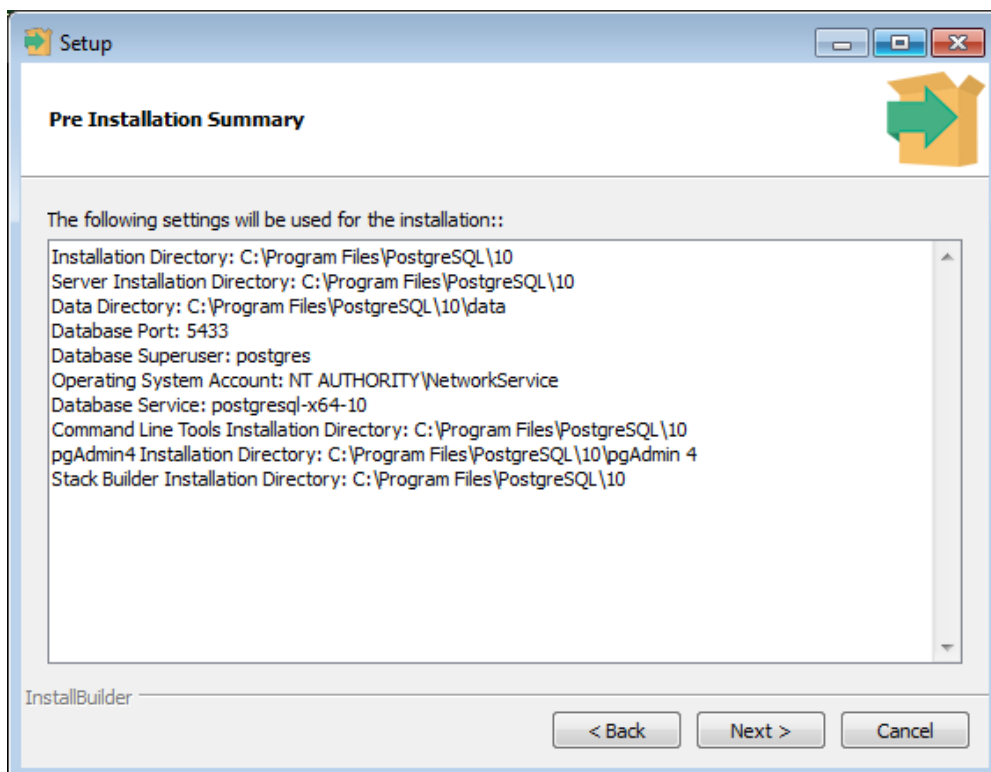 Setup
Pre Installation Summary
The following settings will be used for the installation::
Installation Directory: C:\Program Files\PostgreSQL\10
Server Installation Directory: C:\Program Files\PostgreSQL\10
Data Directory: C:\Program Files\PostgreSQL\10\data
Database Port: 5433
Database Superuser: postgres
Operating System Account: NT AUTHORITY\NetworkService
Database Service: postgresql-x64-10
Command Line Tools Installation Directory: C:\Program Files\PostgreSQL\10
pgAdmin4 Installation Directory: C:\Program Files\PostgreSQL\10\pgAdmin 4
Stack Builder Installation Directory: C:\Program Files\PostgreSQL\10
InstallBuilder
< Back Next > Cancel